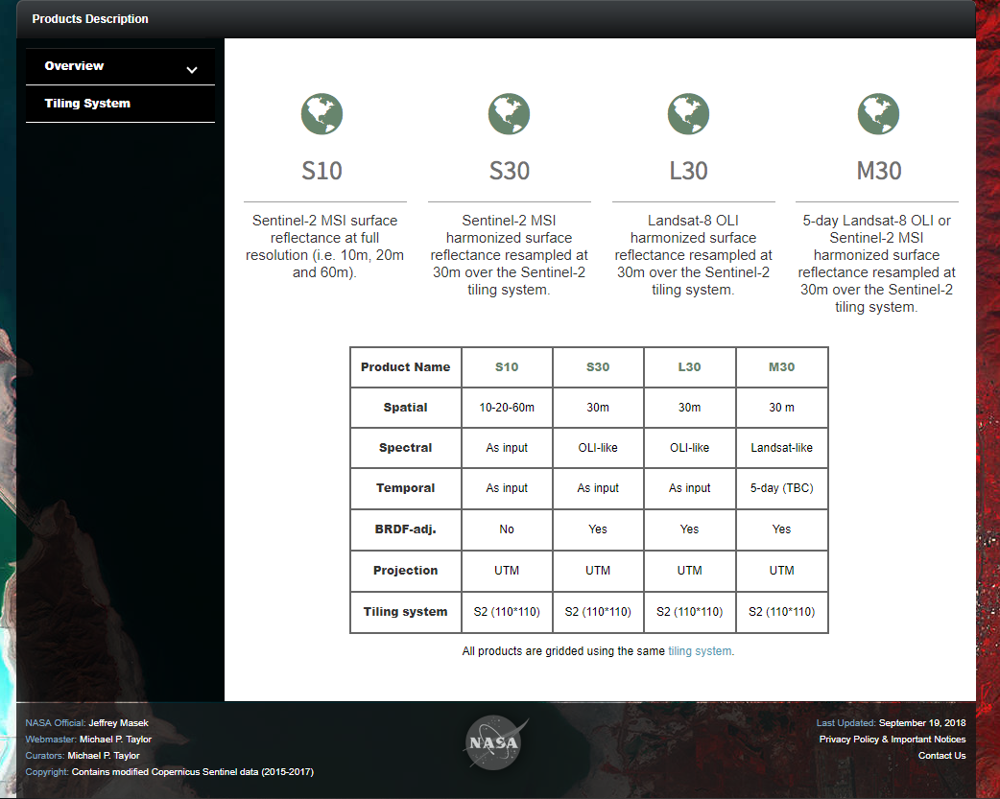 Products Description
Overview
Tiling System
S10
S30
L30
M30
Sentinel-2 MSI surface
reflectance at full
resolution (i.e. 10m, 20m
and 60m).
Sentinel-2 MSI
harmonized surface
reflectance resampled at
30m over the Sentinel-2
tiling system.
Landsat-8 OLI
harmonized surface
reflectance resampled at
30m over the Sentinel-2
tiling system.
5-day Landsat-8 OLI or
Sentinel-2 MSI
harmonized surface
reflectance resampled at
30m over the Sentinel-2
tiling system.
Product Name S10 S30 L30 M30
Spatial 10-20-60m 30m 30m 30 m
Spectral As input OLI-like OLI-like Landsat-like
Temporal As input As input As input 5-day (TBC)
BRDF-adj. No Yes Yes Yes
Projection UTM UTM UTM UTM
Tiling system S2 (110*110) S2 (110*110) S2 (110*110) S2 (110*110)
All products are gridded using the same tiling system.
NASA Official: Jeffrey Masek
Webmaster: Michael P. Taylor
Curators: Michael P. Taylor
Copyright: Contains modified Copernicus Sentinel data (2015-2017)
NASA
Last Updated: September 19, 2018
Privacy Policy & Important Notices
Contact Us